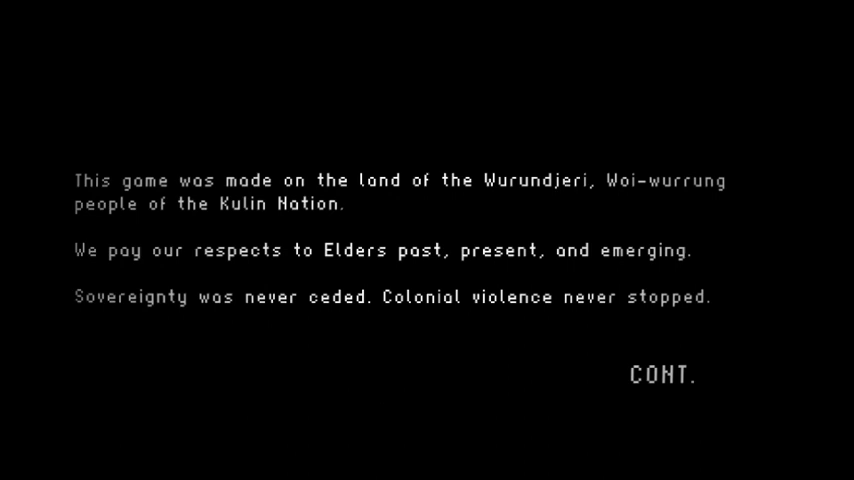 This game was made on the land of the Wurundjeri, Woi-wurrung
people of the Kulin Nation.
We pay our respects to Elders past, present, and emerging.
Sovereignty was never ceded. Colonial violence never stopped.
CONT.